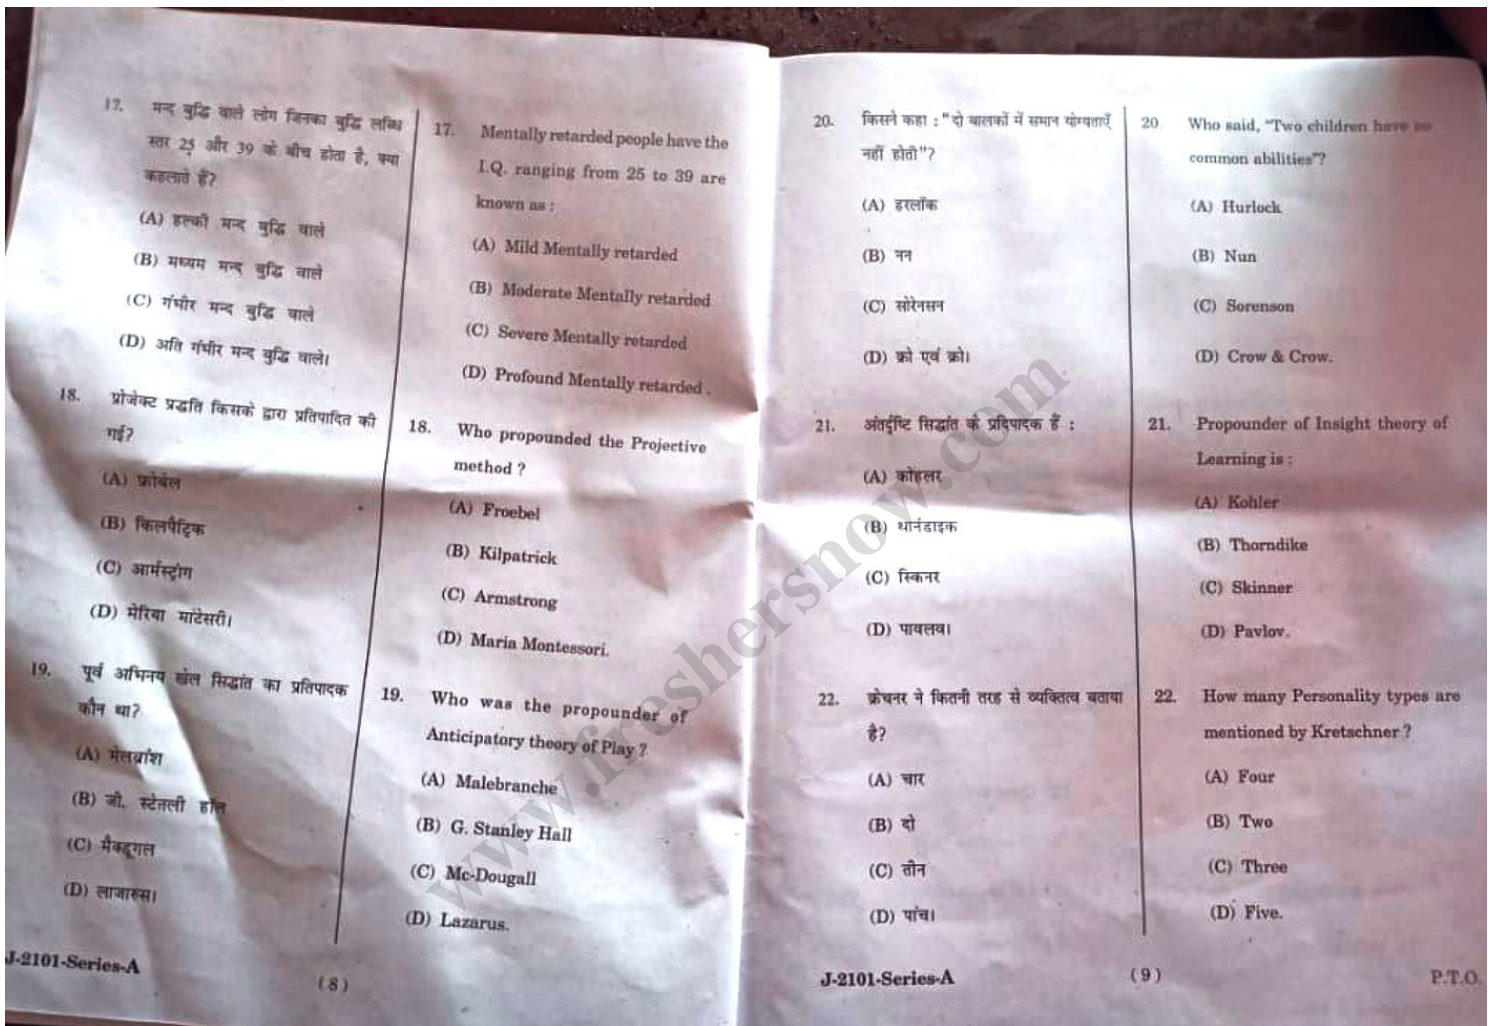 17. मन्द बुद्धि वाले लोग जिनका बुद्धि लब्धि
स्तर 25 और 39 के बीच होता है, क्या
कहलाते हैं?
(A) हल्की मन्द बुद्धि वाले
(B) मध्यम मन्द बुद्धि वाले
(C) गंभीर मन्द बुद्धि वाले
(D) अति गंभीर मन्द बुद्धि वाले।
18. प्रोजेक्ट प्रद्धति किसके द्वारा प्रतिपादित की
गई?
(A) फ्रोबेल
(B) किलपैट्रिक
(C) आर्मस्ट्रोंग
(D) मेरिया मांटेसरी।
19. पूर्व अभिनय खेल सिद्धांत का प्रतिपादक
कौन था?
(A) मेलब्रांश
(B) जी. स्टेनली हॉल
(C) मैक्डूगल
(D) लाजारुस।
J-2101-Series-A
17. Mentally retarded people have the
I.Q. ranging from 25 to 39 are
known as :
(A) Mild Mentally retarded
(B) Moderate Mentally retarded
(C) Severe Mentally retarded
(D) Profound Mentally retarded .
18. Who propounded the Projective
method ?
(A) Froebel
(B) Kilpatrick
(C) Armstrong
(D) Maria Montessori.
19. Who was the propounder of
Anticipatory theory of Play ?
(A) Malebranche
(B) G. Stanley Hall
(C) Mc-Dougall
(D) Lazarus.
(8)
20. किसने कहा : "दो बालकों में समान योग्यताएँ
नहीं होती"?
(A) हरलॉक
(B) नन
(C) सोरेनसन
(D) क्रो एवं क्रो।
21. अंतर्दृष्टि सिद्धांत के प्रदिपादक हैं :
(A) कोहलर
(B) थार्नडाइक
(C) स्किनर
(D) पावलव।
22. क्रेचनर ने कितनी तरह से व्यक्तित्व बताया
है?
(A) चार
(B) दो
(C) तीन
(D) पांच।
J-2101-Series-A
20. Who said, "Two children have no
common abilities"?
(A) Hurlock
(B) Nun
(C) Sorenson
(D) Crow & Crow.
21. Propounder of Insight theory of
Learning is :
(A) Kohler
(B) Thorndike
(C) Skinner
(D) Pavlov.
22. How many Personality types are
mentioned by Kretschner ?
(A) Four
(B) Two
(C) Three
(D) Five.
(9)
P.T.O.
www.freshersnow.com